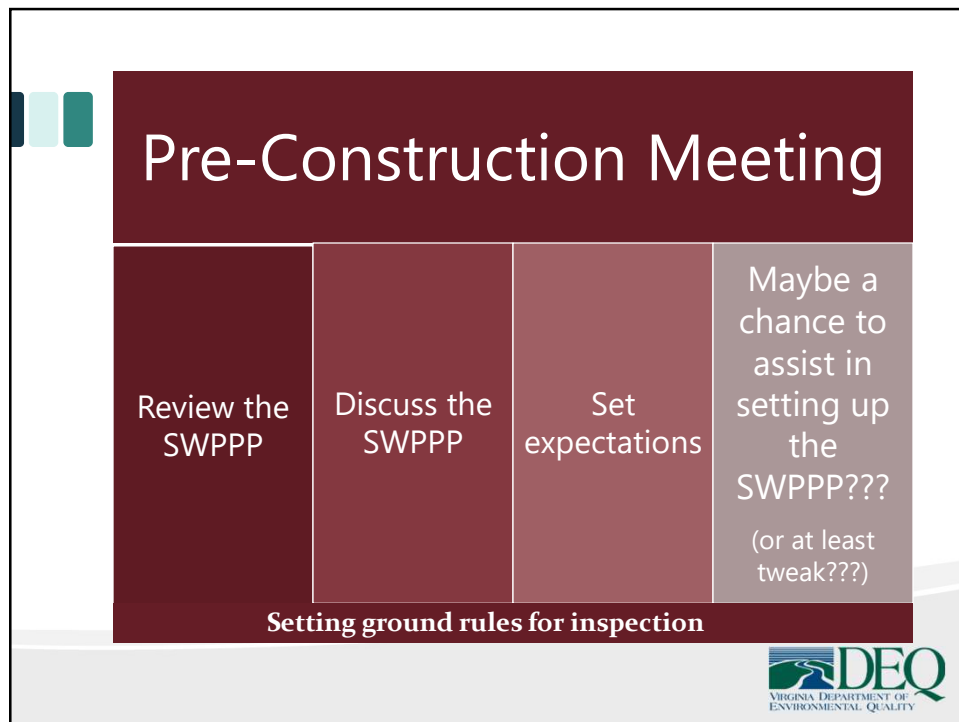 Pre-Construction Meeting
Review the
SWPPP
Discuss the
SWPPP
Set
expectations
Maybe a
chance to
assist in
setting up
the
SWPPP???
(or at least
tweak???)
Setting ground rules for inspection
DEQ
VIRGINIA DEPARTMENT OF
ENVIRONMENTAL QUALITY